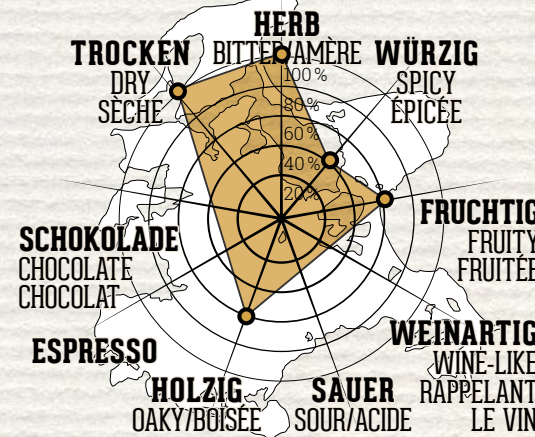 HERB
BITTER/AMÈRE
TROCKEN
DRY
SÈCHE
WÜRZIG
SPICY
ÉPICÉE
100 %
80 %
60 %
40 %
20 %
FRUCHTIG
FRUITY
FRUITÉE
SCHOKOLADE
CHOCOLATE
CHOCOLAT
WEINARTIG
WINE-LIKE
RAPPELANT
LE VIN
ESPRESSO
HOLZIG
OAKY/BOISÉE
SAUER
SOUR/ACIDE